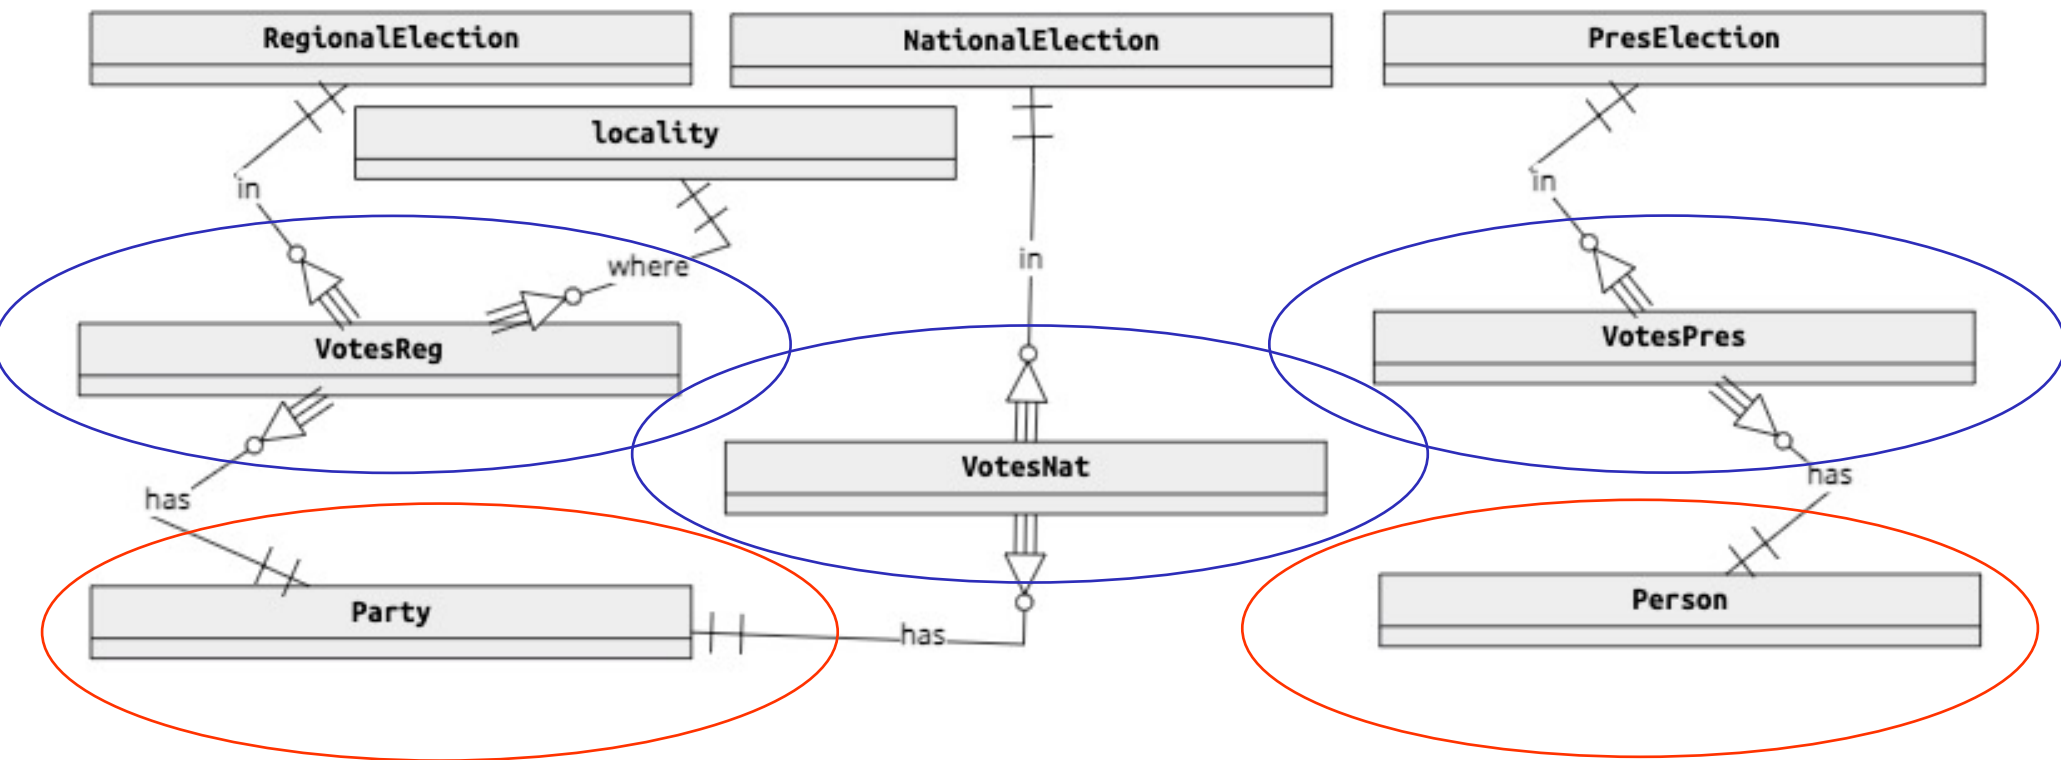 RegionalElection
NationalElection
PresElection
locality
in
in
where
in
VotesReg
VotesPres
VotesNat
has
has
Party
has
Person